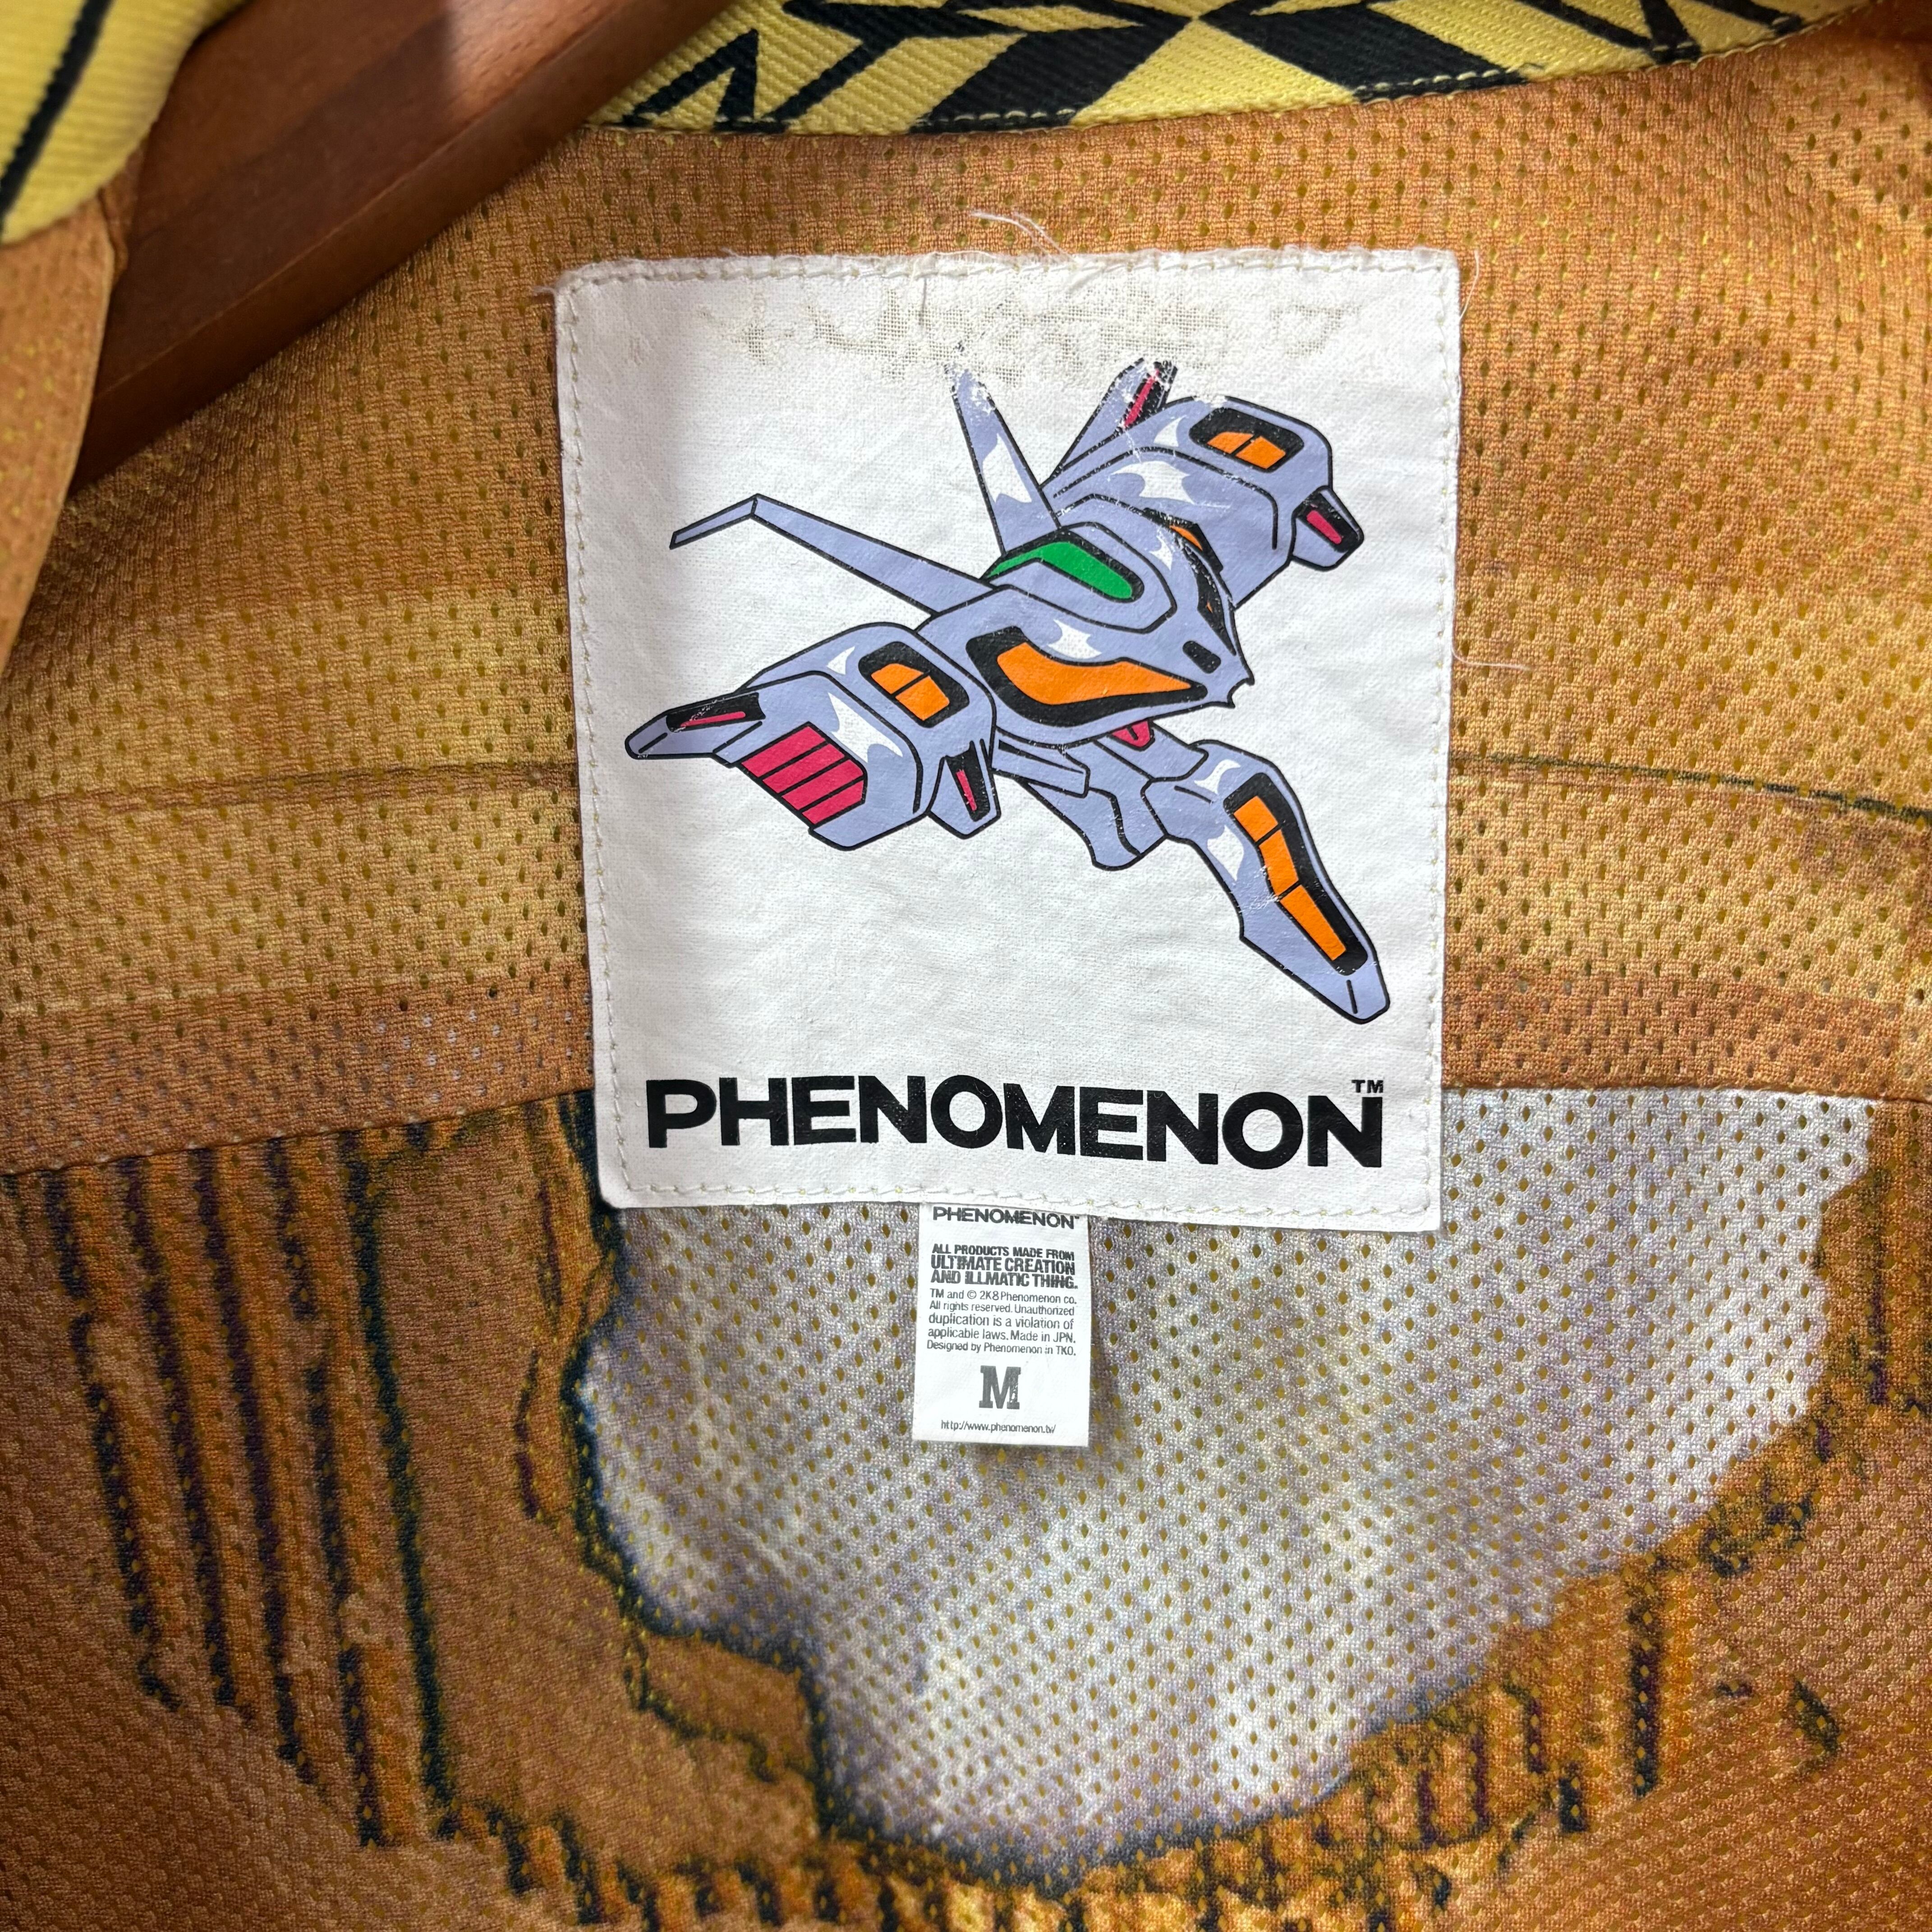 PHENOMENON™
PHENOMENON™
ALL PRODUCTS MADE FROM
ULTIMATE CREATION
AND ILLMATIC THING.
TM and © 2K8 Phenomenon co.
All rights reserved. Unauthorized
duplication is a violation of
applicable laws. Made in JPN.
Designed by Phenomenon in TKO.
M
http://www.phenomenon.tv/